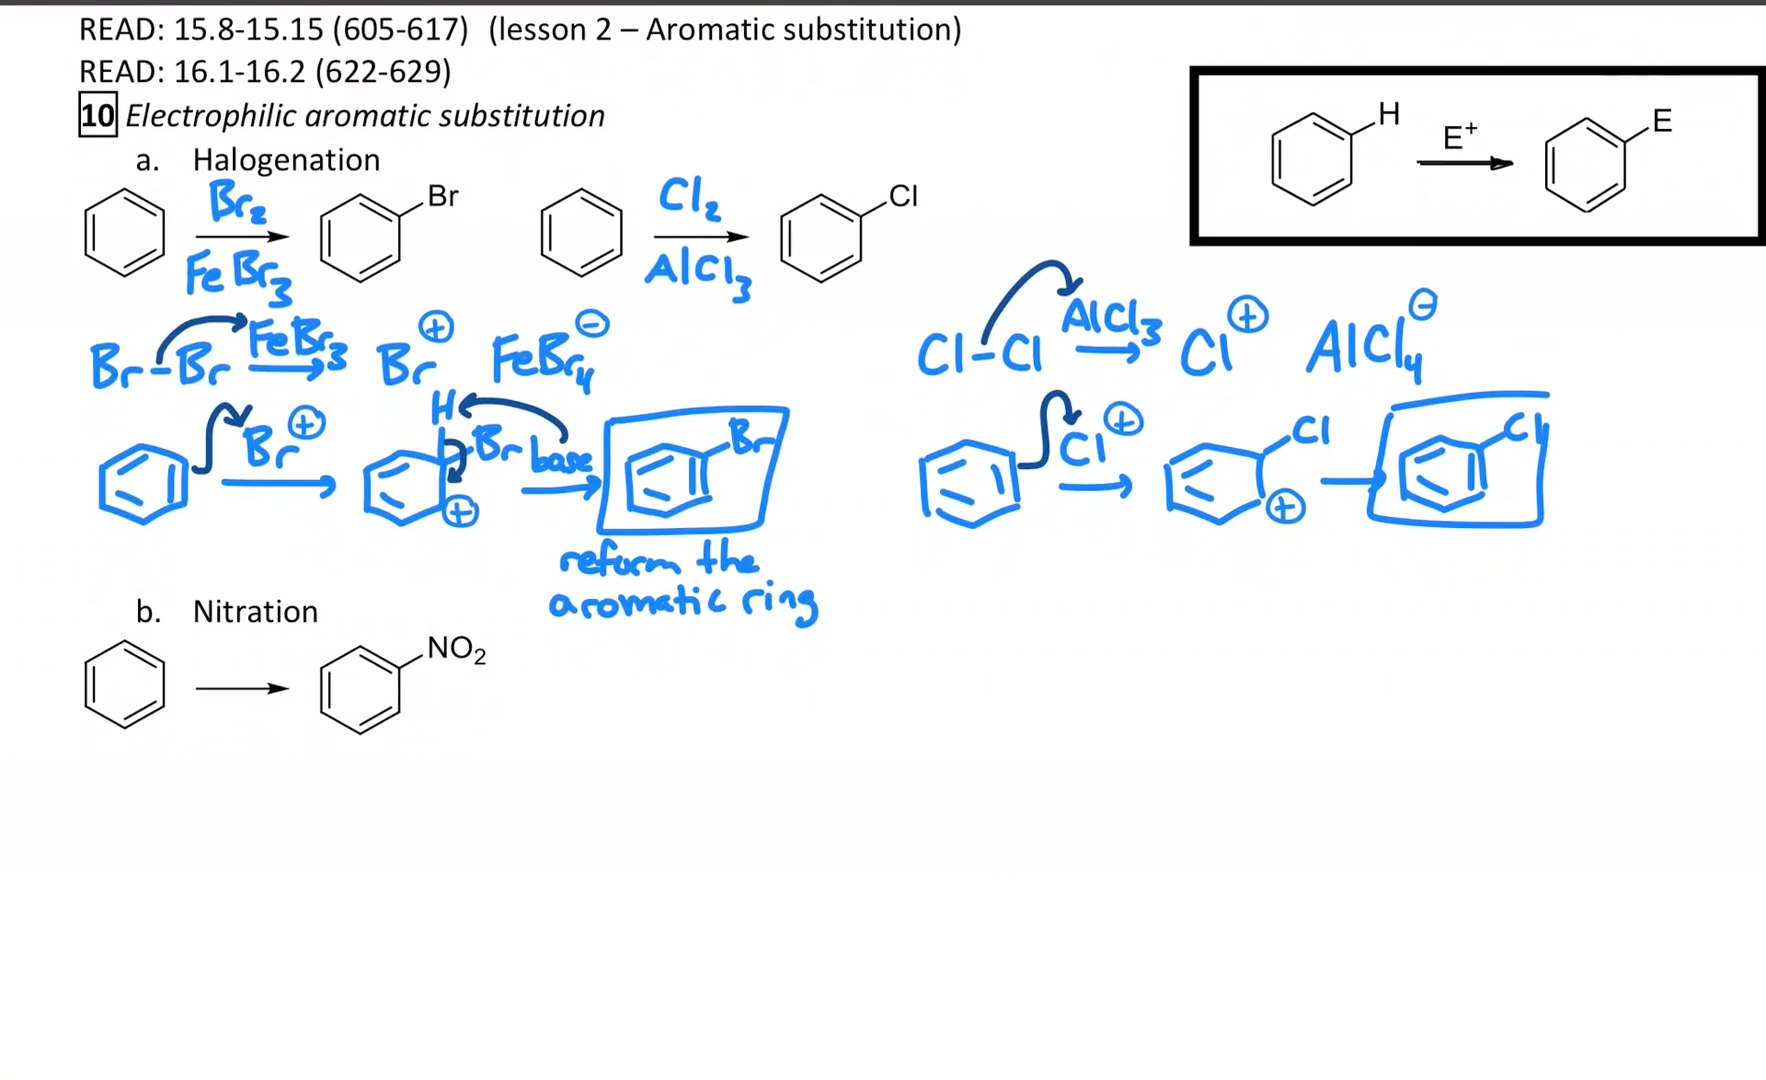 READ: 15.8-15.15 (605-617) (lesson 2 – Aromatic substitution)
READ: 16.1-16.2 (622-629)
10 Electrophilic aromatic substitution
H E⁺ E
a. Halogenation
Br₂ Br Cl₂ Cl
FeBr₃ AlCl₃
Br-Br FeBr₃ Br⊕ FeBr₄⊖ Cl-Cl AlCl₃ Cl⊕ AlCl₄⊖
Br⊕ H Br ⊕ base Br Cl⊕ Cl ⊕ Cl
reform the
aromatic ring
b. Nitration
NO₂